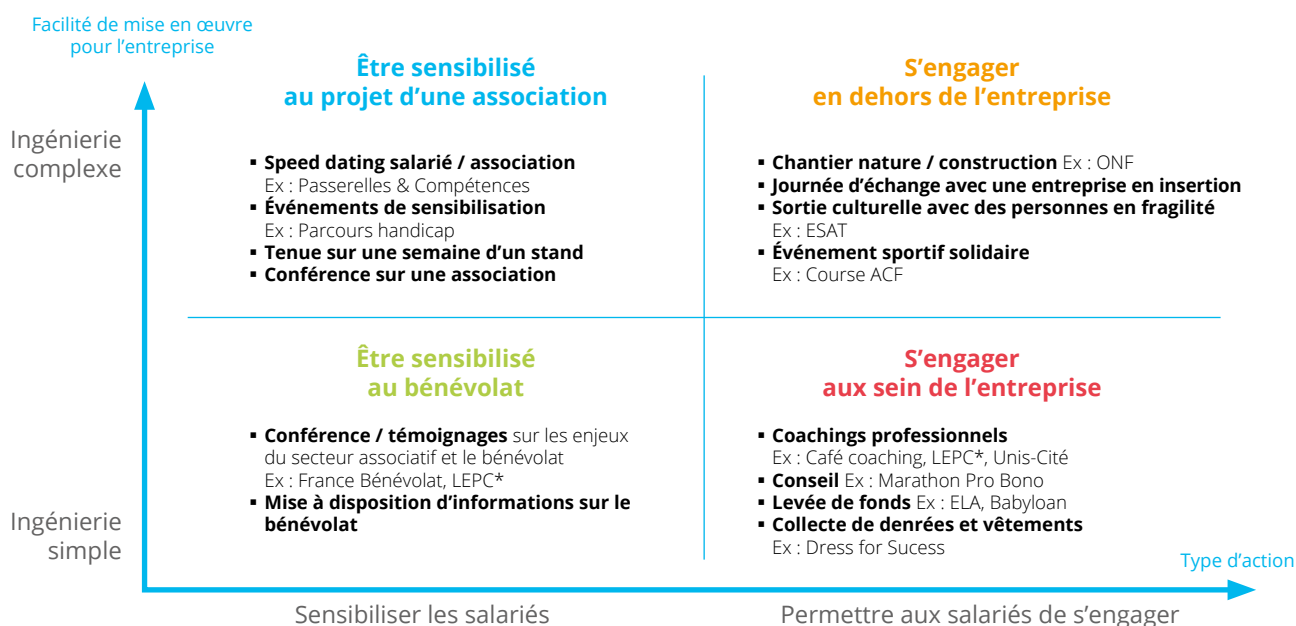 Facilité de mise en œuvre
pour l'entreprise
Ingénierie
complexe
Être sensibilisé
au projet d'une association
▪ Speed dating salarié / association
Ex : Passerelles & Compétences
▪ Événements de sensibilisation
Ex : Parcours handicap
▪ Tenue sur une semaine d'un stand
▪ Conférence sur une association
S'engager
en dehors de l'entreprise
▪ Chantier nature / construction Ex : ONF
▪ Journée d'échange avec une entreprise en insertion
▪ Sortie culturelle avec des personnes en fragilité
Ex : ESAT
▪ Événement sportif solidaire
Ex : Course ACF
Être sensibilisé
au bénévolat
▪ Conférence / témoignages sur les enjeux
du secteur associatif et le bénévolat
Ex : France Bénévolat, LEPC*
▪ Mise à disposition d'informations sur le
bénévolat
S'engager
aux sein de l'entreprise
▪ Coachings professionnels
Ex : Café coaching, LEPC*, Unis-Cité
▪ Conseil Ex : Marathon Pro Bono
▪ Levée de fonds Ex : ELA, Babyloan
▪ Collecte de denrées et vêtements
Ex : Dress for Sucess
Ingénierie
simple
Type d'action
Sensibiliser les salariés
Permettre aux salariés de s'engager